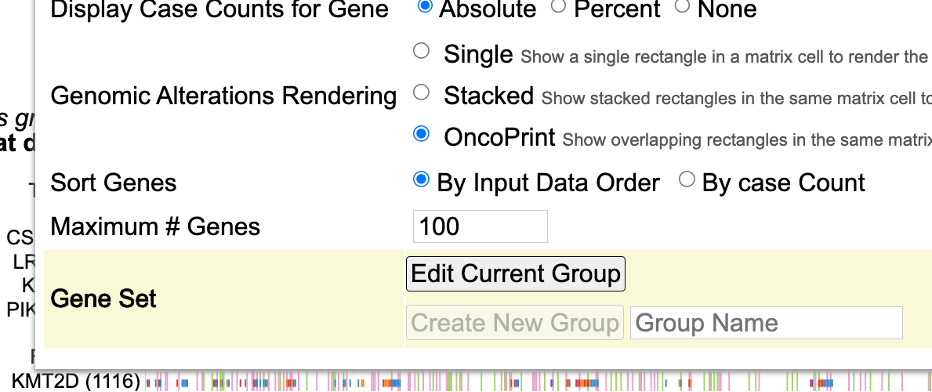 Display Case Counts for Gene Absolute Percent None
Single Show a single rectangle in a matrix cell to render the
Genomic Alterations Rendering Stacked Show stacked rectangles in the same matrix cell to
OncoPrint Show overlapping rectangles in the same matrix
Sort Genes By Input Data Order By case Count
Maximum # Genes 100
Edit Current Group
Gene Set
Create New Group Group Name
s gr
at d
CS
LR
K
PIK
KMT2D (1116)